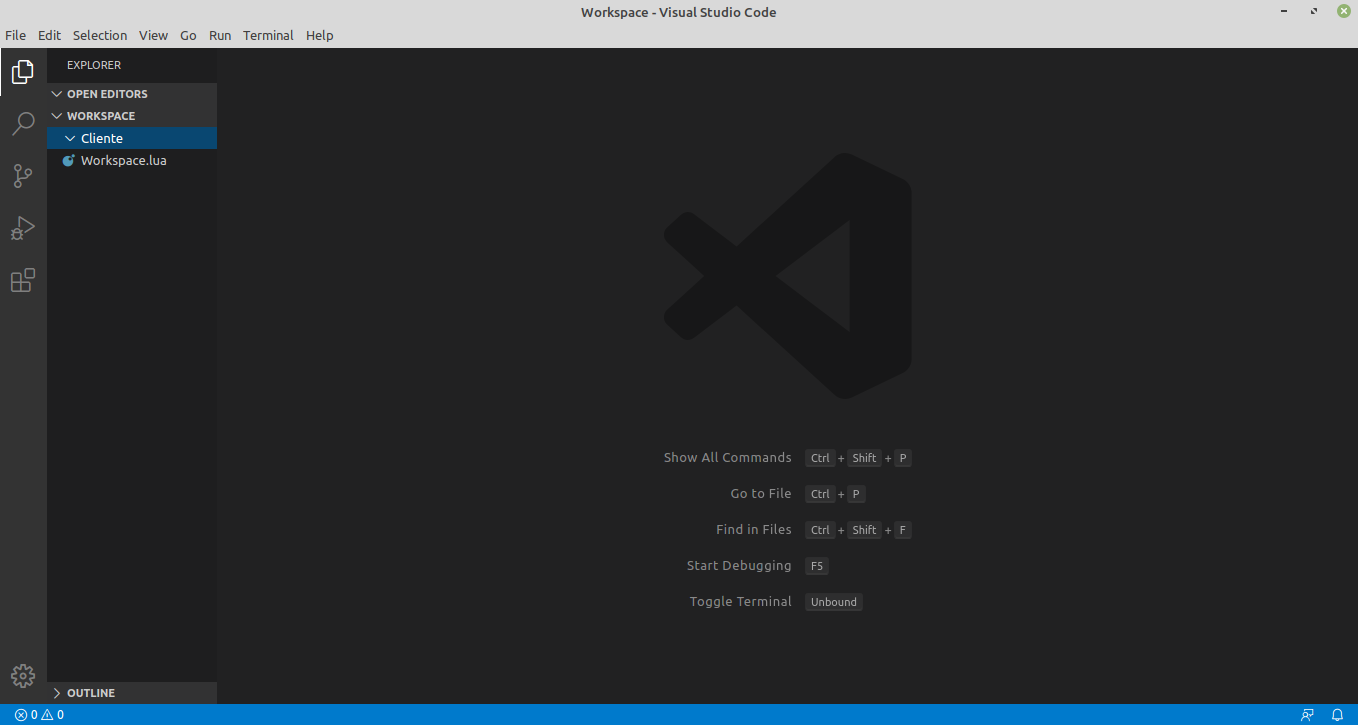 Workspace - Visual Studio Code
File Edit Selection View Go Run Terminal Help
EXPLORER
OPEN EDITORS
WORKSPACE
Cliente
Workspace.lua
Show All Commands Ctrl + Shift + P
Go to File Ctrl + P
Find in Files Ctrl + Shift + F
Start Debugging F5
Toggle Terminal Unbound
OUTLINE
0 0